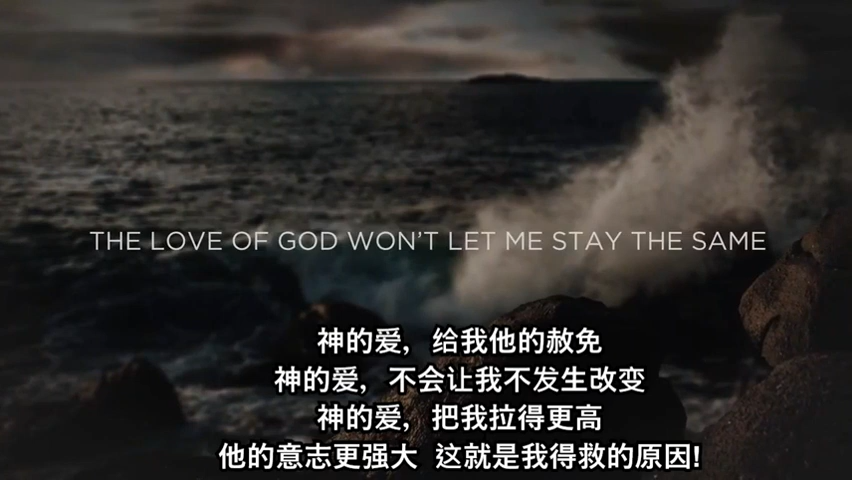 THE LOVE OF GOD WON'T LET ME STAY THE SAME
神的爱，给我他的赦免
神的爱，不会让我不发生改变
神的爱，把我拉得更高
他的意志更强大 这就是我得救的原因!